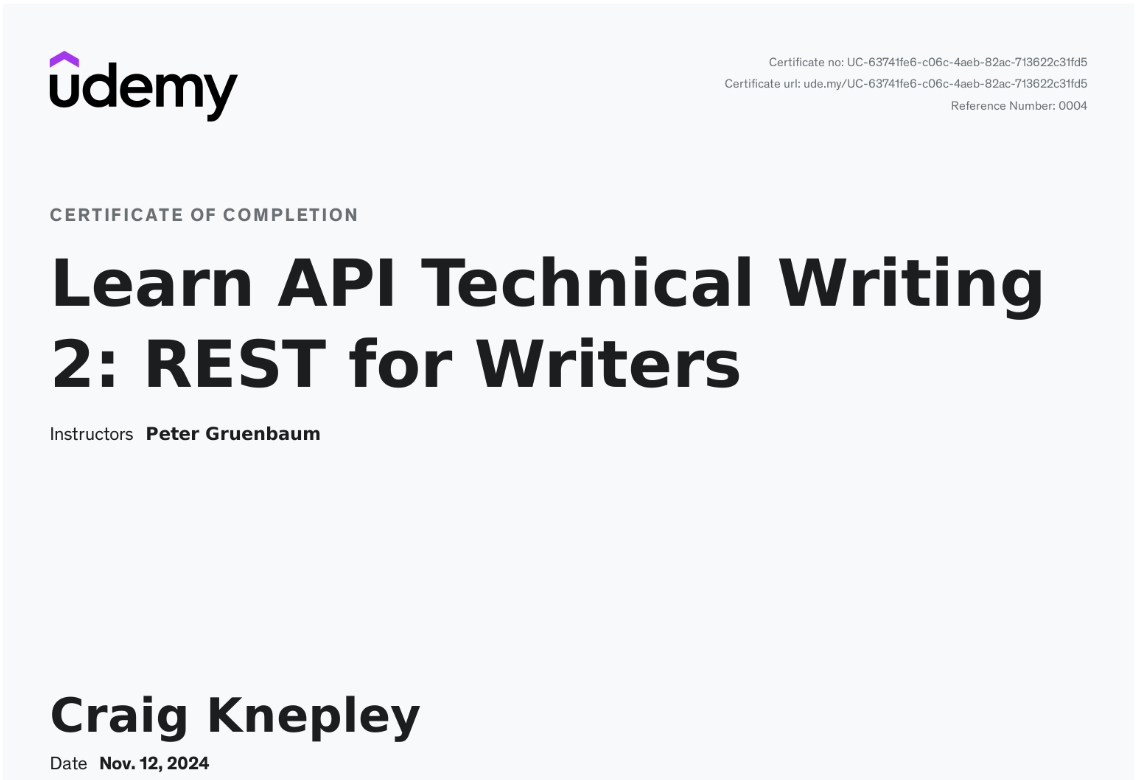 udemy
Certificate no: UC-63741fe6-c06c-4aeb-82ac-713622c31fd5
Certificate url: ude.my/UC-63741fe6-c06c-4aeb-82ac-713622c31fd5
Reference Number: 0004
CERTIFICATE OF COMPLETION
Learn API Technical Writing
2: REST for Writers
Instructors Peter Gruenbaum
Craig Knepley
Date Nov. 12, 2024